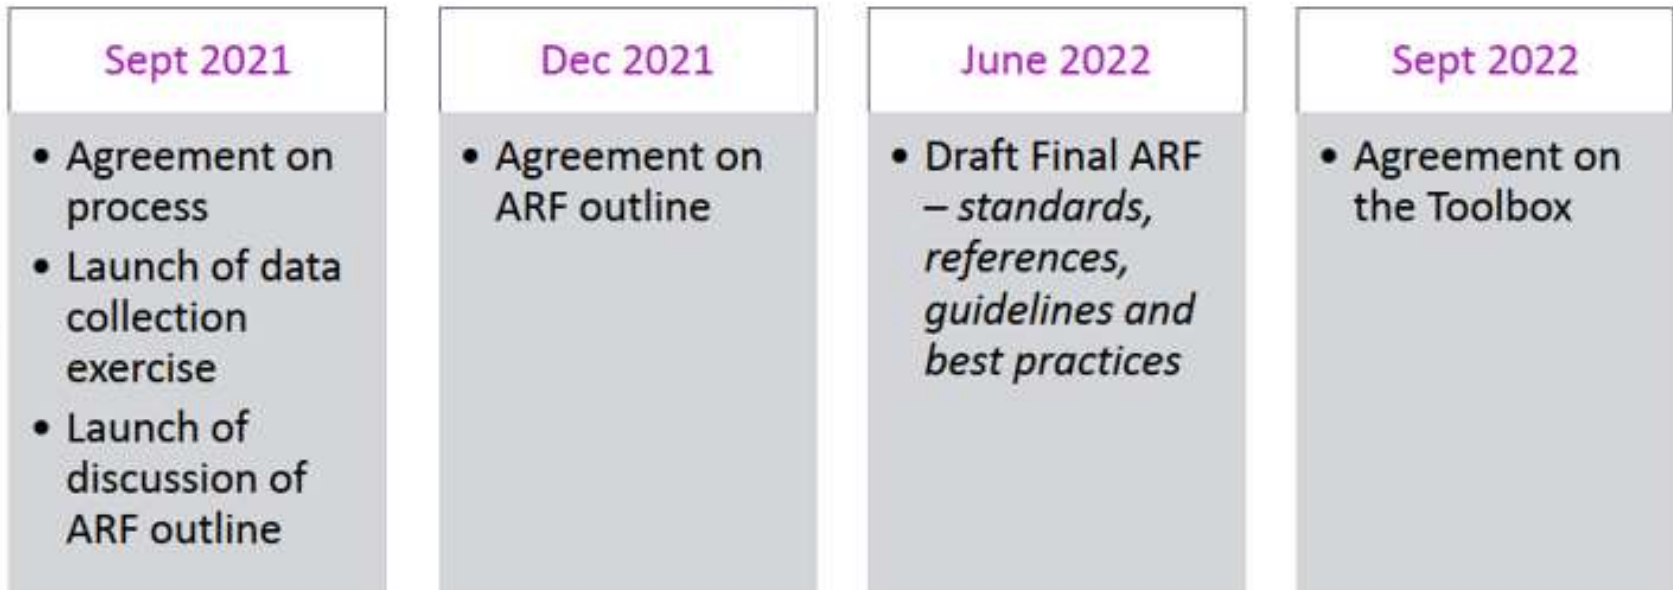 Sept 2021
• Agreement on
process
• Launch of data
collection
exercise
• Launch of
discussion of
ARF outline
Dec 2021
• Agreement on
ARF outline
June 2022
• Draft Final ARF
– standards,
references,
guidelines and
best practices
Sept 2022
• Agreement on
the Toolbox